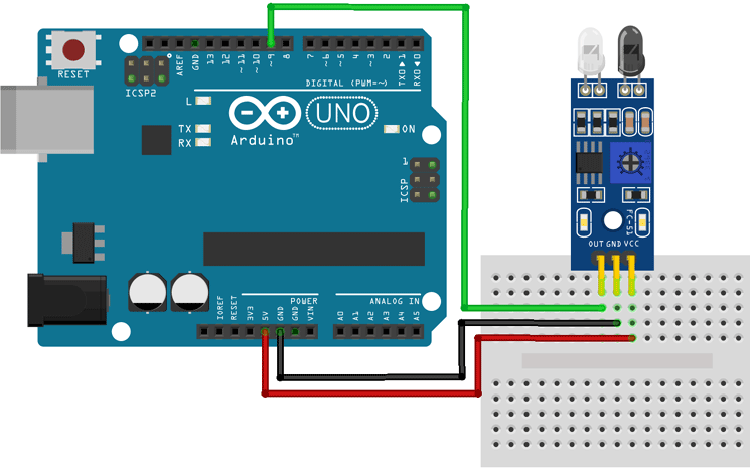 RESET
ICSP2
AREF
GND
13
12
~11
~10
~9
8
7
~6
~5
4
~3
2
TXO▶1
RXO◀0
DIGITAL (PWM=~)
L
TX
RX
UNO
Arduino™
ON
1
ICSP
IOREF
RESET
3V3
5V
GND
GND
VIN
POWER
A0
A1
A2
A3
A4
A5
ANALOG IN
FC-51
OUT GND VCC